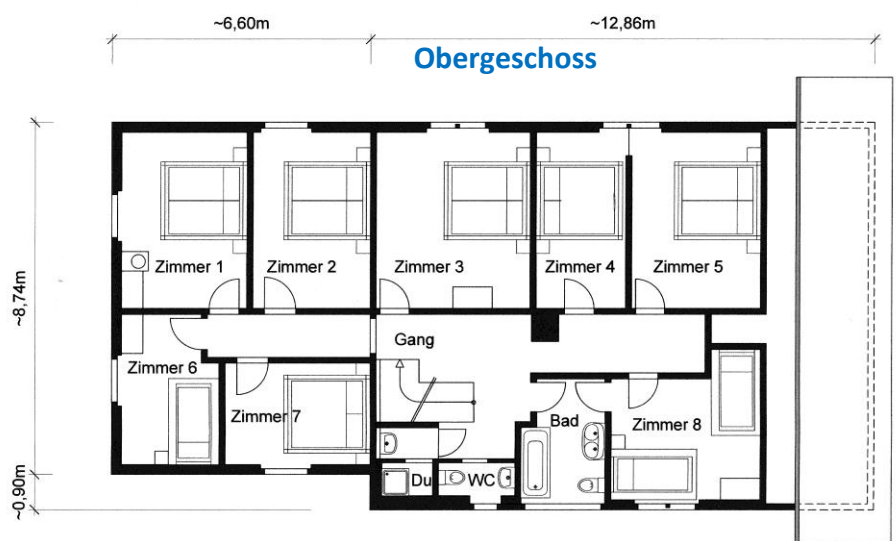 ~6,60m
~12,86m
Obergeschoss
~8,74m
Zimmer 1
Zimmer 2
Zimmer 3
Zimmer 4
Zimmer 5
Gang
Zimmer 6
Zimmer 7
Bad
Zimmer 8
Du
WC
~0,90m